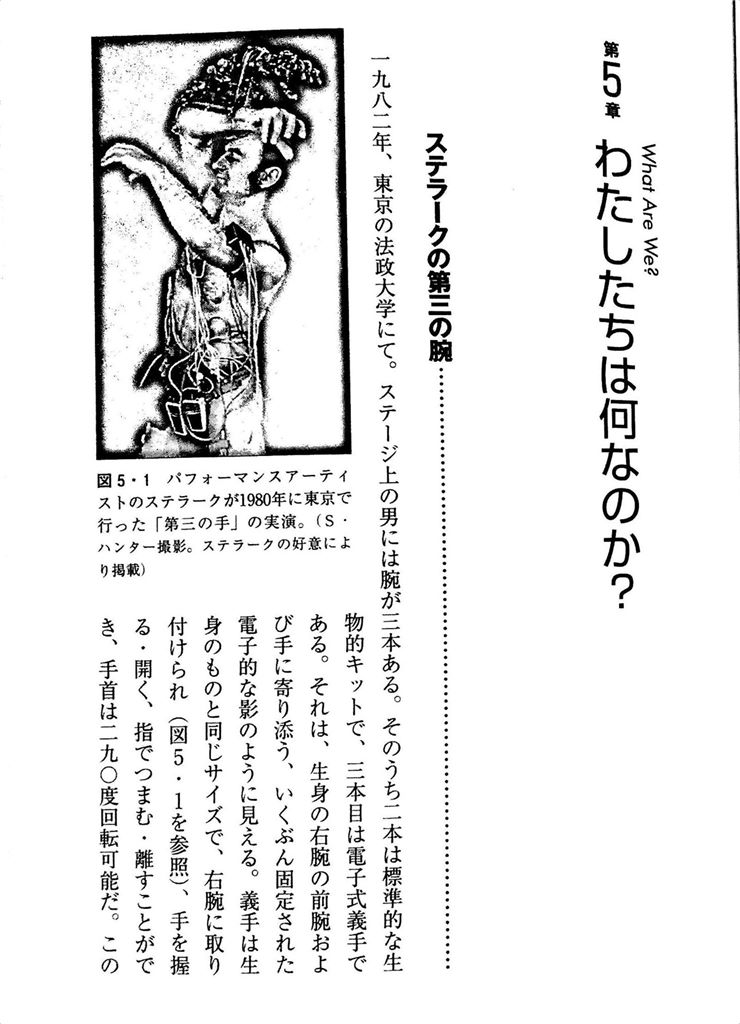 第5章
What Are We?
わたしたちは何なのか?
ステラークの第三の腕
一九八二年、東京の法政大学にて。ステージ上の男には腕が三本ある。そのうち二本は標準的な生
物的キットで、三本目は電子式義手で
ある。それは、生身の右腕の前腕およ
び手に寄り添う、いくぶん固定された
電子的な影のように見える。義手は生
身のものと同じサイズで、右腕に取り
付けられ（図5・1を参照）、手を握
る・開く、指でつまむ・離すことがで
き、手首は二九〇度回転可能だ。この
図5・1 パフォーマンスアーティ
ストのステラークが1980年に東京で
行った「第三の手」の実演。（S・
ハンター撮影。ステラークの好意によ
り掲載）